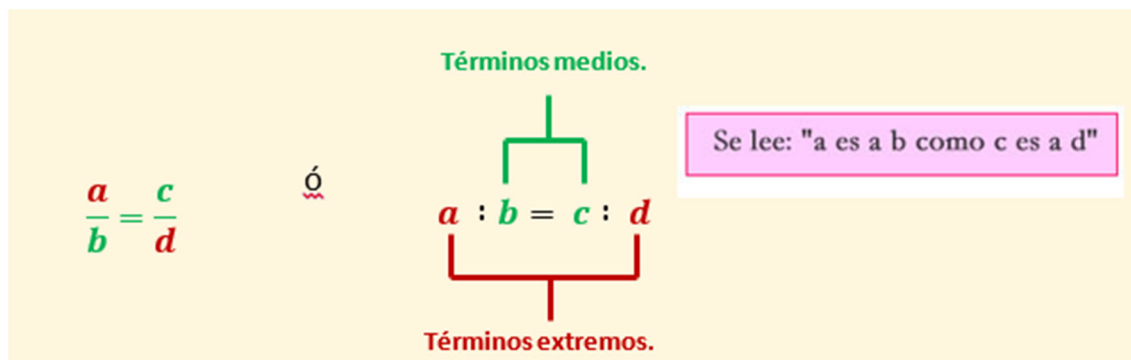 Términos medios.
Se lee: "a es a b como c es a d"
a/b = c/d
ó
a : b = c : d
Términos extremos.